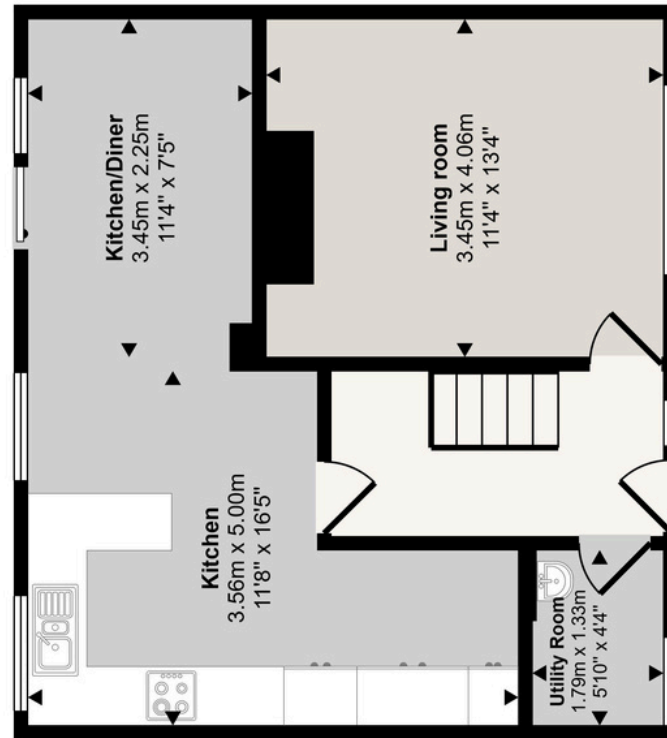 Kitchen/Diner
3.45m x 2.25m
11'4" x 7'5"
Living room
3.45m x 4.06m
11'4" x 13'4"
Kitchen
3.56m x 5.00m
11'8" x 16'5"
Utility Room
1.79m x 1.33m
5'10" x 4'4"